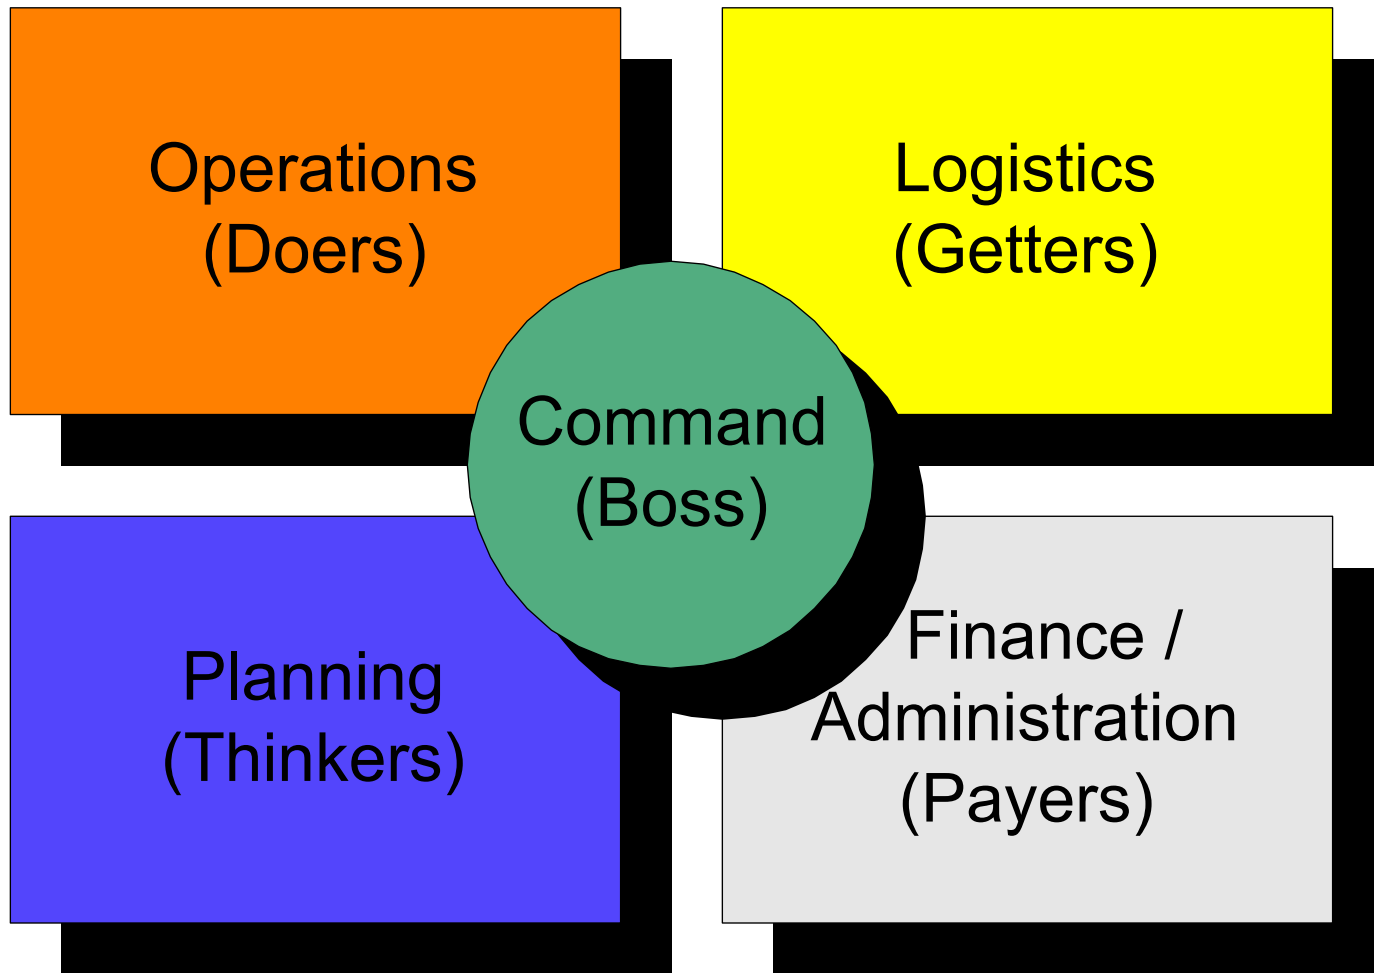 Operations
(Doers)
Logistics
(Getters)
Command
(Boss)
Planning
(Thinkers)
Finance /
Administration
(Payers)